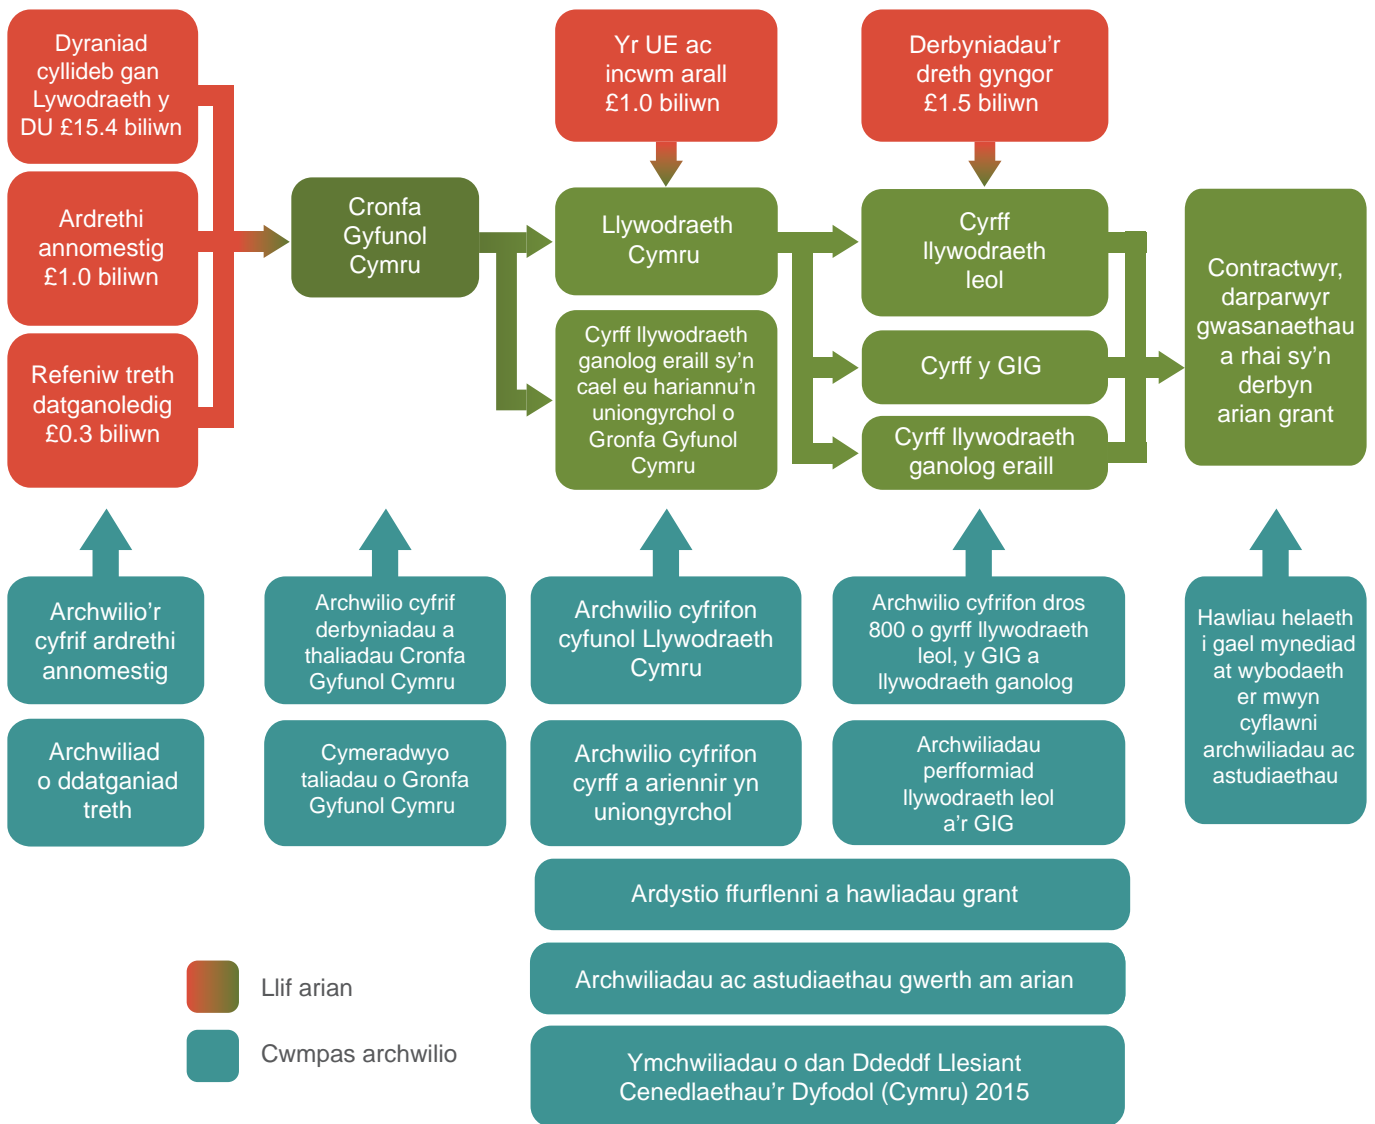 Dyraniad
cyllideb gan
Lywodraeth y
DU £15.4 biliwn
Ardrethi
annomestig
£1.0 biliwn
Refeniw treth
datganoledig
£0.3 biliwn
Cronfa
Gyfunol
Cymru
Yr UE ac
incwm arall
£1.0 biliwn
Llywodraeth
Cymru
Cyrff llywodraeth
ganolog eraill sy’n
cael eu hariannu’n
uniongyrchol o
Gronfa Gyfunol
Cymru
Derbyniadau’r
dreth gyngor
£1.5 biliwn
Cyrff
llywodraeth
leol
Cyrff y GIG
Cyrff llywodraeth
ganolog eraill
Contractwyr,
darparwyr
gwasanaethau
a rhai sy’n
derbyn
arian grant
Archwilio’r
cyfrif ardrethi
annomestig
Archwiliad
o ddatganiad
treth
Archwilio cyfrif
derbyniadau a
thaliadau Cronfa
Gyfunol Cymru
Cymeradwyo
taliadau o Gronfa
Gyfunol Cymru
Archwilio cyfrifon
cyfunol Llywodraeth
Cymru
Archwilio cyfrifon
cyrff a ariennir yn
uniongyrchol
Archwilio cyfrifon dros
800 o gyrff llywodraeth
leol, y GIG a
llywodraeth ganolog
Archwiliadau
perfformiad
llywodraeth leol
a’r GIG
Hawliau helaeth
i gael mynediad
at wybodaeth
er mwyn
cyflawni
archwiliadau ac
astudiaethau
Ardystio ffurflenni a hawliadau grant
Archwiliadau ac astudiaethau gwerth am arian
Ymchwiliadau o dan Ddeddf Llesiant
Cenedlaethau’r Dyfodol (Cymru) 2015
Llif arian
Cwmpas archwilio